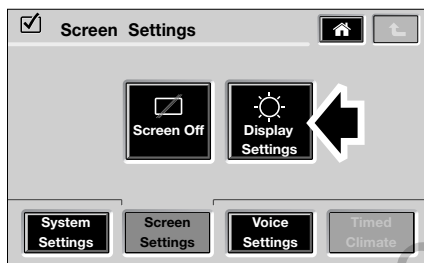 Screen Settings
Screen Off
Display
Settings
System
Settings
Screen
Settings
Voice
Settings
Timed
Climate